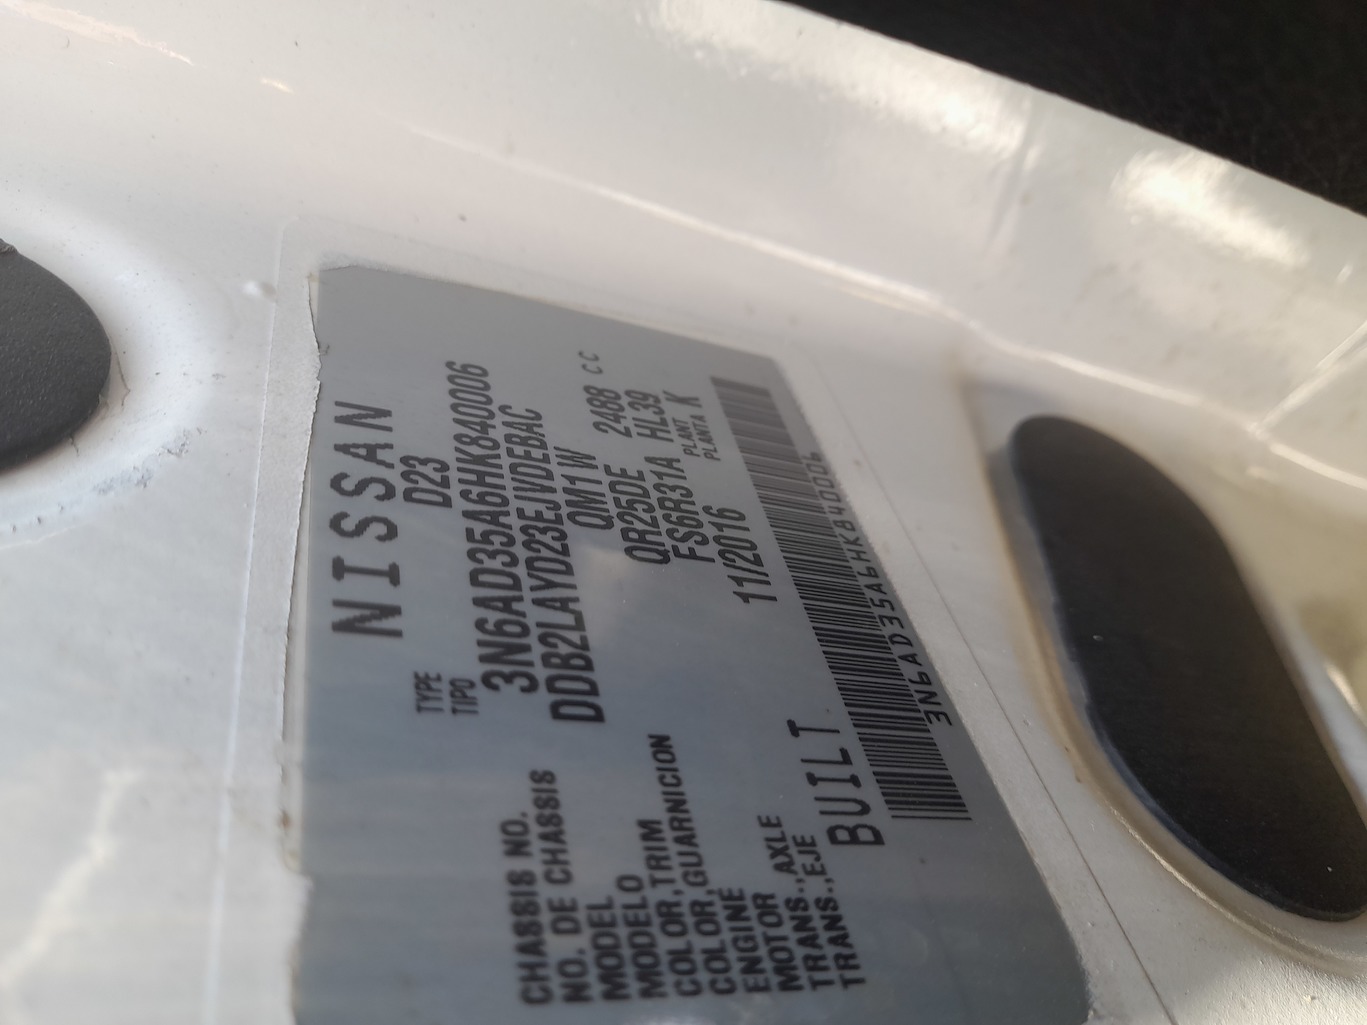 NISSAN
TYPE
TIPO D23
CHASSIS NO.
NO. DE CHASSIS 3N6AD35A6HK840006
MODEL
MODELO DDB2LAYD23EJVDEBAC
COLOR,TRIM
COLOR,GUARNICION QM1 W
ENGINE
MOTOR QR25DE 2488 CC
TRANS.,AXLE
TRANS.,EJE FS6R31A HL39
PLANT
PLANTA K
BUILT 11/2016
3N6AD35A6HK840006